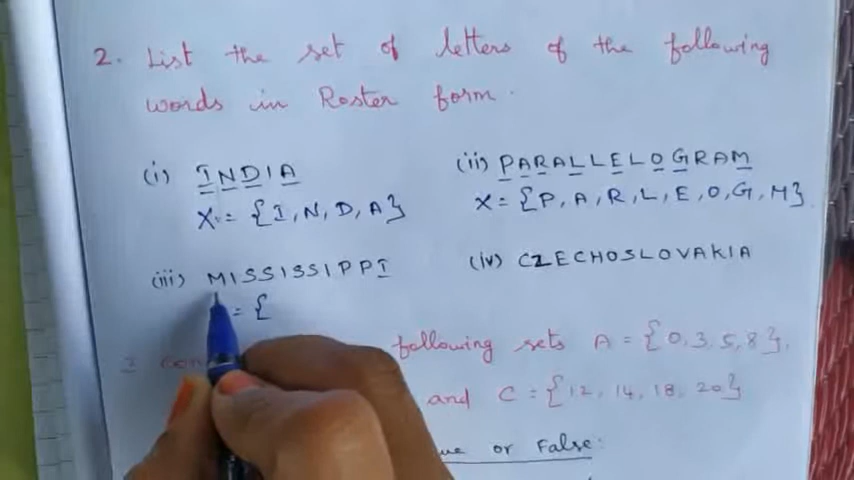 2. List the set of letters of the following
words in Roster form.
(i) INDIA
X = {I, N, D, A}
(ii) PARALLELOGRAM
X = {P, A, R, L, E, O, G, M}
(iii) MISSISSIPPI
= {
(iv) CZECHOSLOVAKIA
following sets A = {0, 3, 5, 8},
and C = {12, 14, 18, 20}
or False: